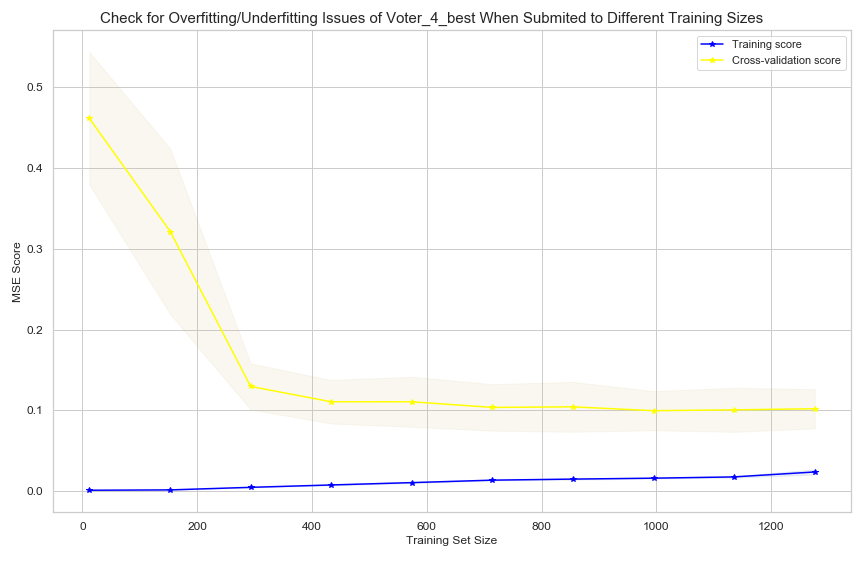 Check for Overfitting/Underfitting Issues of Voter_4_best When Submited to Different Training Sizes
Training score
Cross-validation score
MSE Score
0.5
0.4
0.3
0.2
0.1
0.0
0 200 400 600 800 1000 1200
Training Set Size